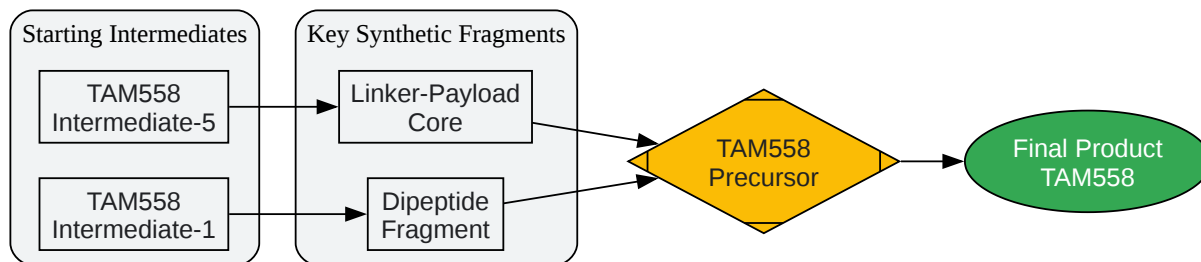 Starting Intermediates
TAM558
Intermediate-5
TAM558
Intermediate-1
Key Synthetic Fragments
Linker-Payload
Core
Dipeptide
Fragment
TAM558
Precursor
Final Product
TAM558